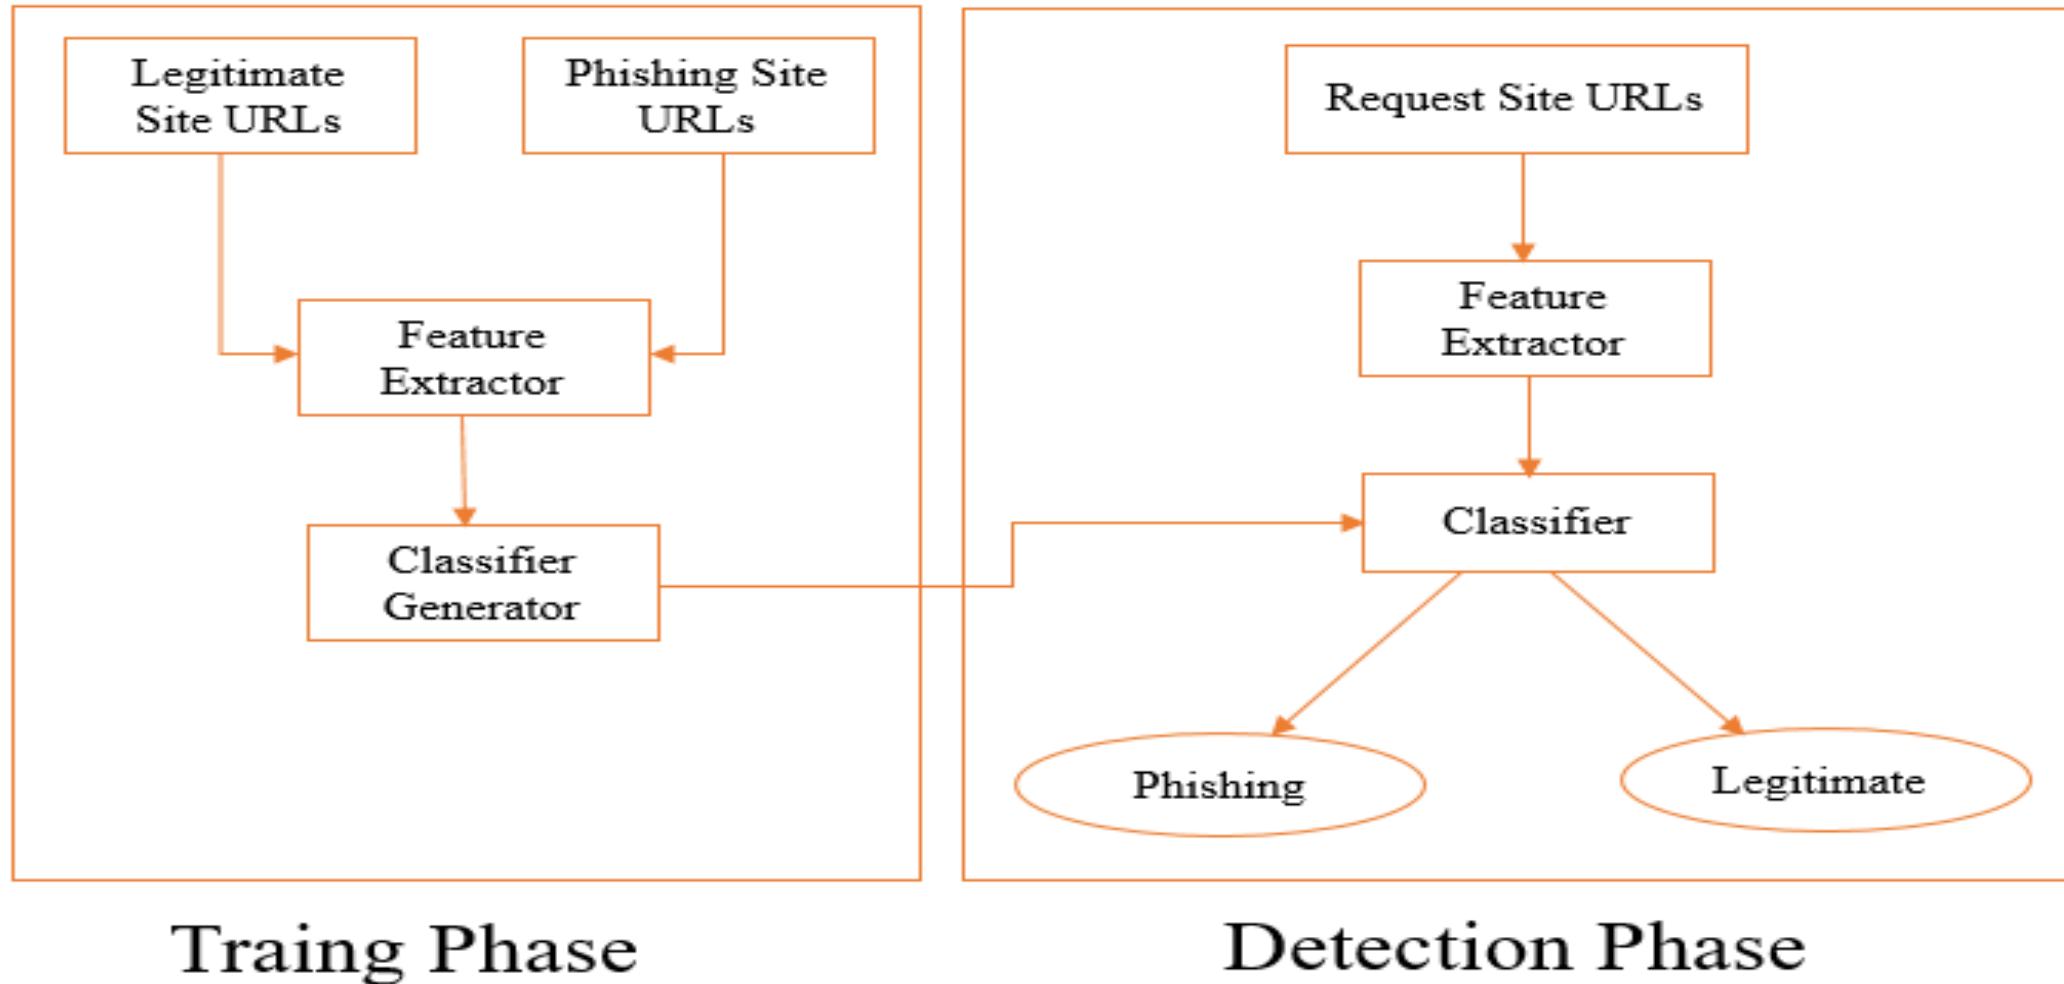 Legitimate
Site URLs
Phishing Site
URLs
Feature
Extractor
Classifier
Generator
Traing Phase
Request Site URLs
Feature
Extractor
Classifier
Phishing
Legitimate
Detection Phase